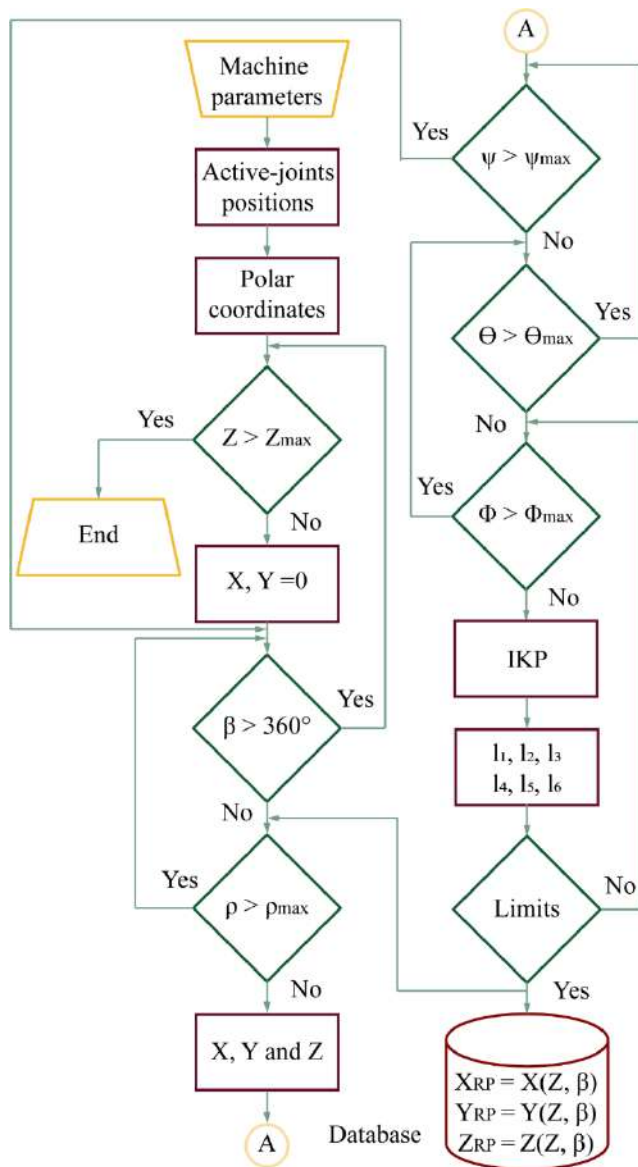 Machine
parameters
Active-joints
positions
Polar
coordinates
Yes
Z > Zmax
No
End
X, Y =0
Yes
β > 360°
No
Yes
ρ > ρmax
No
X, Y and Z
A
A
Yes
ψ > ψmax
No
Yes
Ө > Өmax
No
Yes
Φ > Φmax
No
IKP
l₁, l₂, l₃
l₄, l₅, l₆
No
Limits
Yes
XRP = X(Z, β)
YRP = Y(Z, β)
ZRP = Z(Z, β)
Database